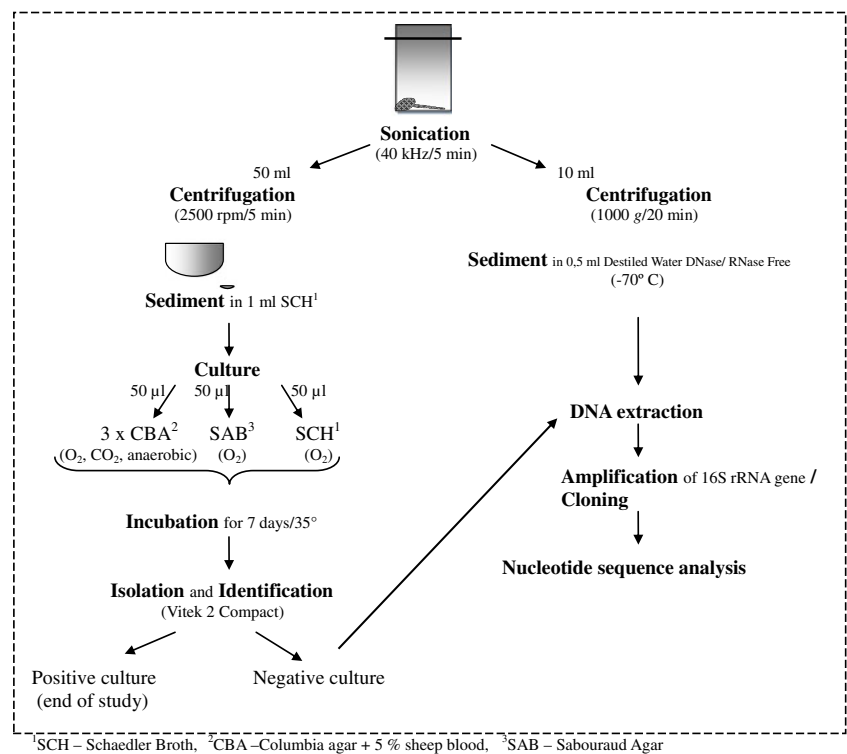 Sonication
(40 kHz/5 min)
50 ml
Centrifugation
(2500 rpm/5 min)
Sediment in 1 ml SCH¹
Culture
50 µl 50 µl 50 µl
3 x CBA² SAB³ SCH¹
(O₂, CO₂, anaerobic) (O₂) (O₂)
Incubation for 7 days/35°
Isolation and Identification
(Vitek 2 Compact)
Positive culture
(end of study)
Negative culture
10 ml
Centrifugation
(1000 g/20 min)
Sediment in 0,5 ml Destiled Water DNase/ RNase Free
(-70º C)
DNA extraction
Amplification of 16S rRNA gene /
Cloning
Nucleotide sequence analysis
¹SCH – Schaedler Broth, ²CBA –Columbia agar + 5 % sheep blood, ³SAB – Sabouraud Agar